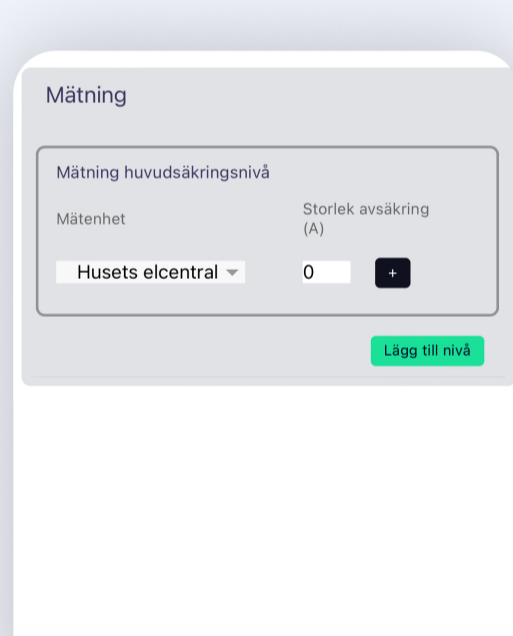 Mätning
Mätning huvudsäkringsnivå
Mätenhet
Storlek avsäkring
(A)
Husets elcentral
0
+
Lägg till nivå